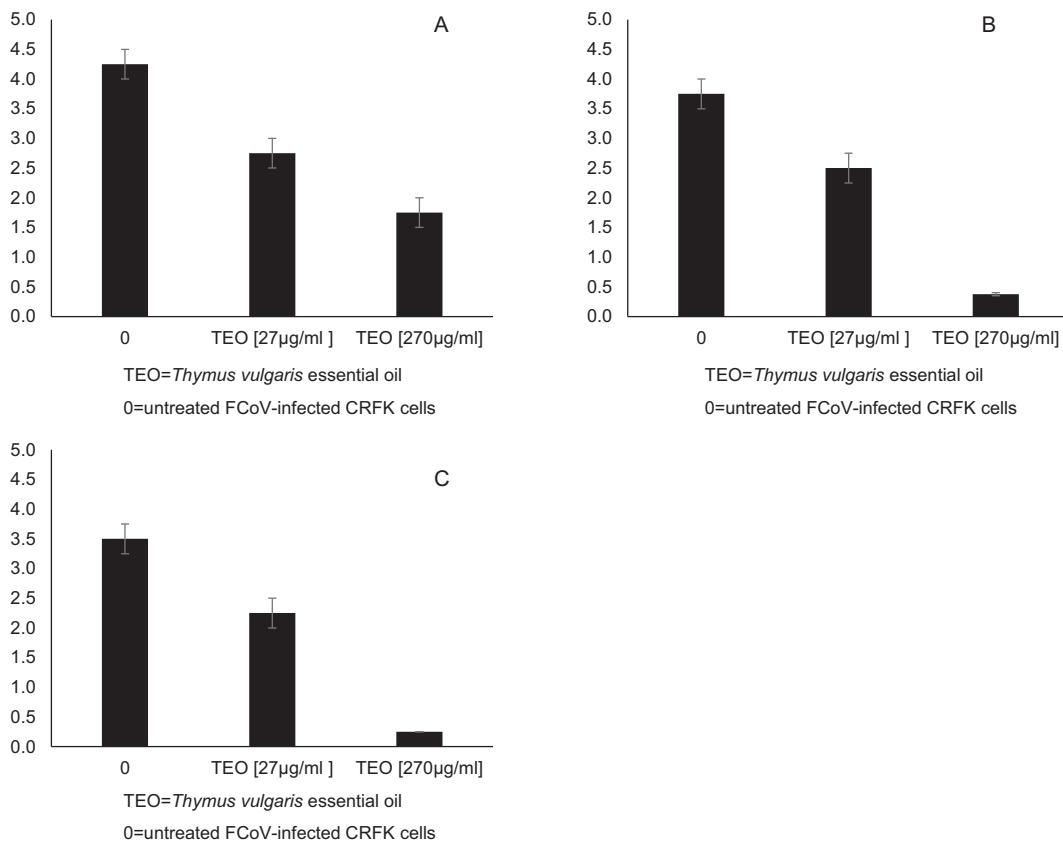 5.0
4.5
4.0
3.5
3.0
2.5
2.0
1.5
1.0
0.5
0.0
A
0 TEO [27µg/ml ] TEO [270µg/ml]
TEO=Thymus vulgaris essential oil
0=untreated FCoV-infected CRFK cells
5.0
4.5
4.0
3.5
3.0
2.5
2.0
1.5
1.0
0.5
0.0
B
0 TEO [27µg/ml ] TEO [270µg/ml]
TEO=Thymus vulgaris essential oil
0=untreated FCoV-infected CRFK cells
5.0
4.5
4.0
3.5
3.0
2.5
2.0
1.5
1.0
0.5
0.0
C
0 TEO [27µg/ml ] TEO [270µg/ml]
TEO=Thymus vulgaris essential oil
0=untreated FCoV-infected CRFK cells